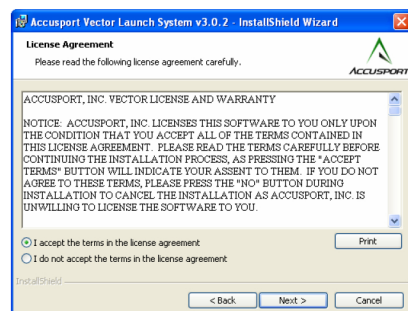 Accusport Vector Launch System v3.0.2 - InstallShield Wizard
License Agreement
Please read the following license agreement carefully.
ACCUSPORT
ACCUSPORT, INC. VECTOR LICENSE AND WARRANTY
NOTICE: ACCUSPORT, INC. LICENSES THIS SOFTWARE TO YOU ONLY UPON
THE CONDITION THAT YOU ACCEPT ALL OF THE TERMS CONTAINED IN
THIS LICENSE AGREEMENT. PLEASE READ THE TERMS CAREFULLY BEFORE
CONTINUING THE INSTALLATION PROCESS, AS PRESSING THE "ACCEPT
TERMS" BUTTON WILL INDICATE YOUR ASSENT TO THEM. IF YOU DO NOT
AGREE TO THESE TERMS, PLEASE PRESS THE "NO" BUTTON DURING
INSTALLATION TO CANCEL THE INSTALLATION AS ACCUSPORT, INC. IS
UNWILLING TO LICENSE THE SOFTWARE TO YOU.
I accept the terms in the license agreement
Print
I do not accept the terms in the license agreement
InstallShield
< Back
Next >
Cancel